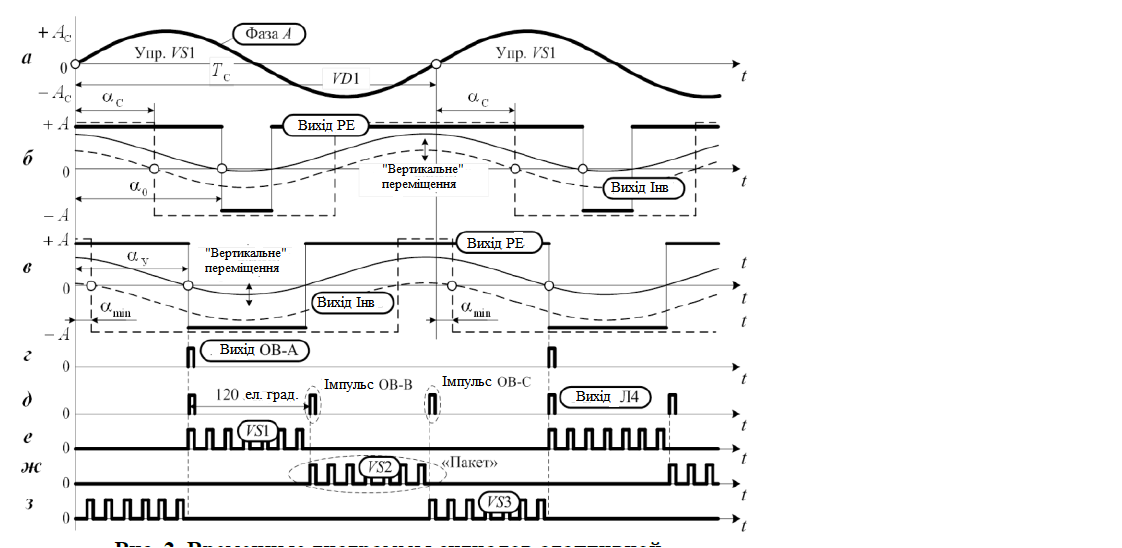 + A_C
а
0
− A_C
Фаза A
Упр. VS1
T_C
VD1
Упр. VS1
t
α_C
α_C
+ A
б
0
− A
Вихід РЕ
"Вертикальне"
переміщення
α_0
Вихід Інв
t
+ A
в
0
− A
α_У
"Вертикальне"
переміщення
Вихід РЕ
Вихід Інв
α_min
α_min
t
t
t
г
0
Вихід ОВ-А
t
д
0
120 ел. град.
Імпульс ОВ-В
Імпульс ОВ-С
Вихід Л4
t
е
0
VS1
t
ж
0
VS2
«Пакет»
t
з
0
VS3
t